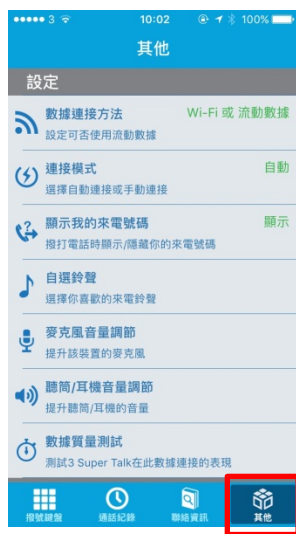 3 10:02 100%
其他
設定
數據連接方法 Wi-Fi 或 流動數據
設定可否使用流動數據
連接模式 自動
選擇自動連接或手動連接
顯示我的來電號碼 顯示
撥打電話時顯示/隱藏你的來電號碼
自選鈴聲
選擇你喜歡的來電鈴聲
麥克風音量調節
提升該裝置的麥克風
聽筒/耳機音量調節
提升聽筒/耳機的音量
數據質量測試
測試3 Super Talk在此數據連接的表現
撥號鍵盤 通話紀錄 聯絡資訊 其他